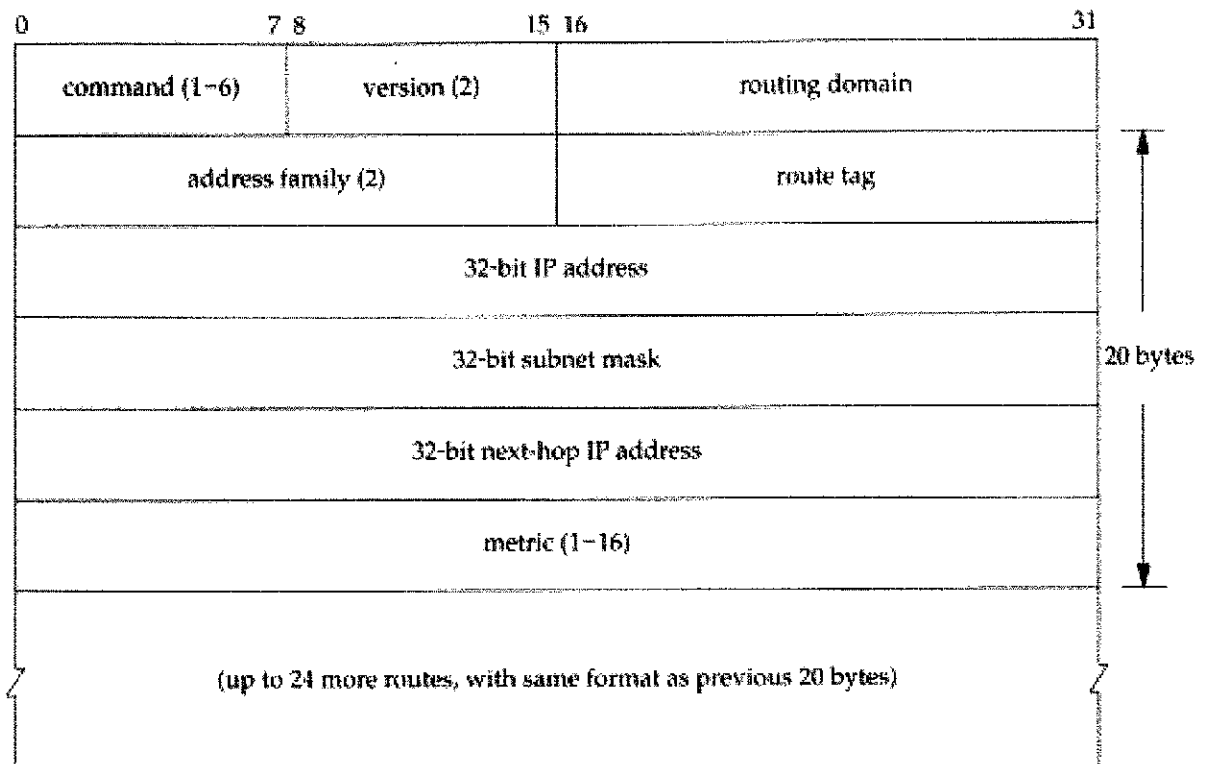 0 7 8 15 16 31
command (1-6) version (2) routing domain
address family (2) route tag
32-bit IP address
32-bit subnet mask
20 bytes
32-bit next-hop IP address
metric (1-16)
(up to 24 more routes, with same format as previous 20 bytes)